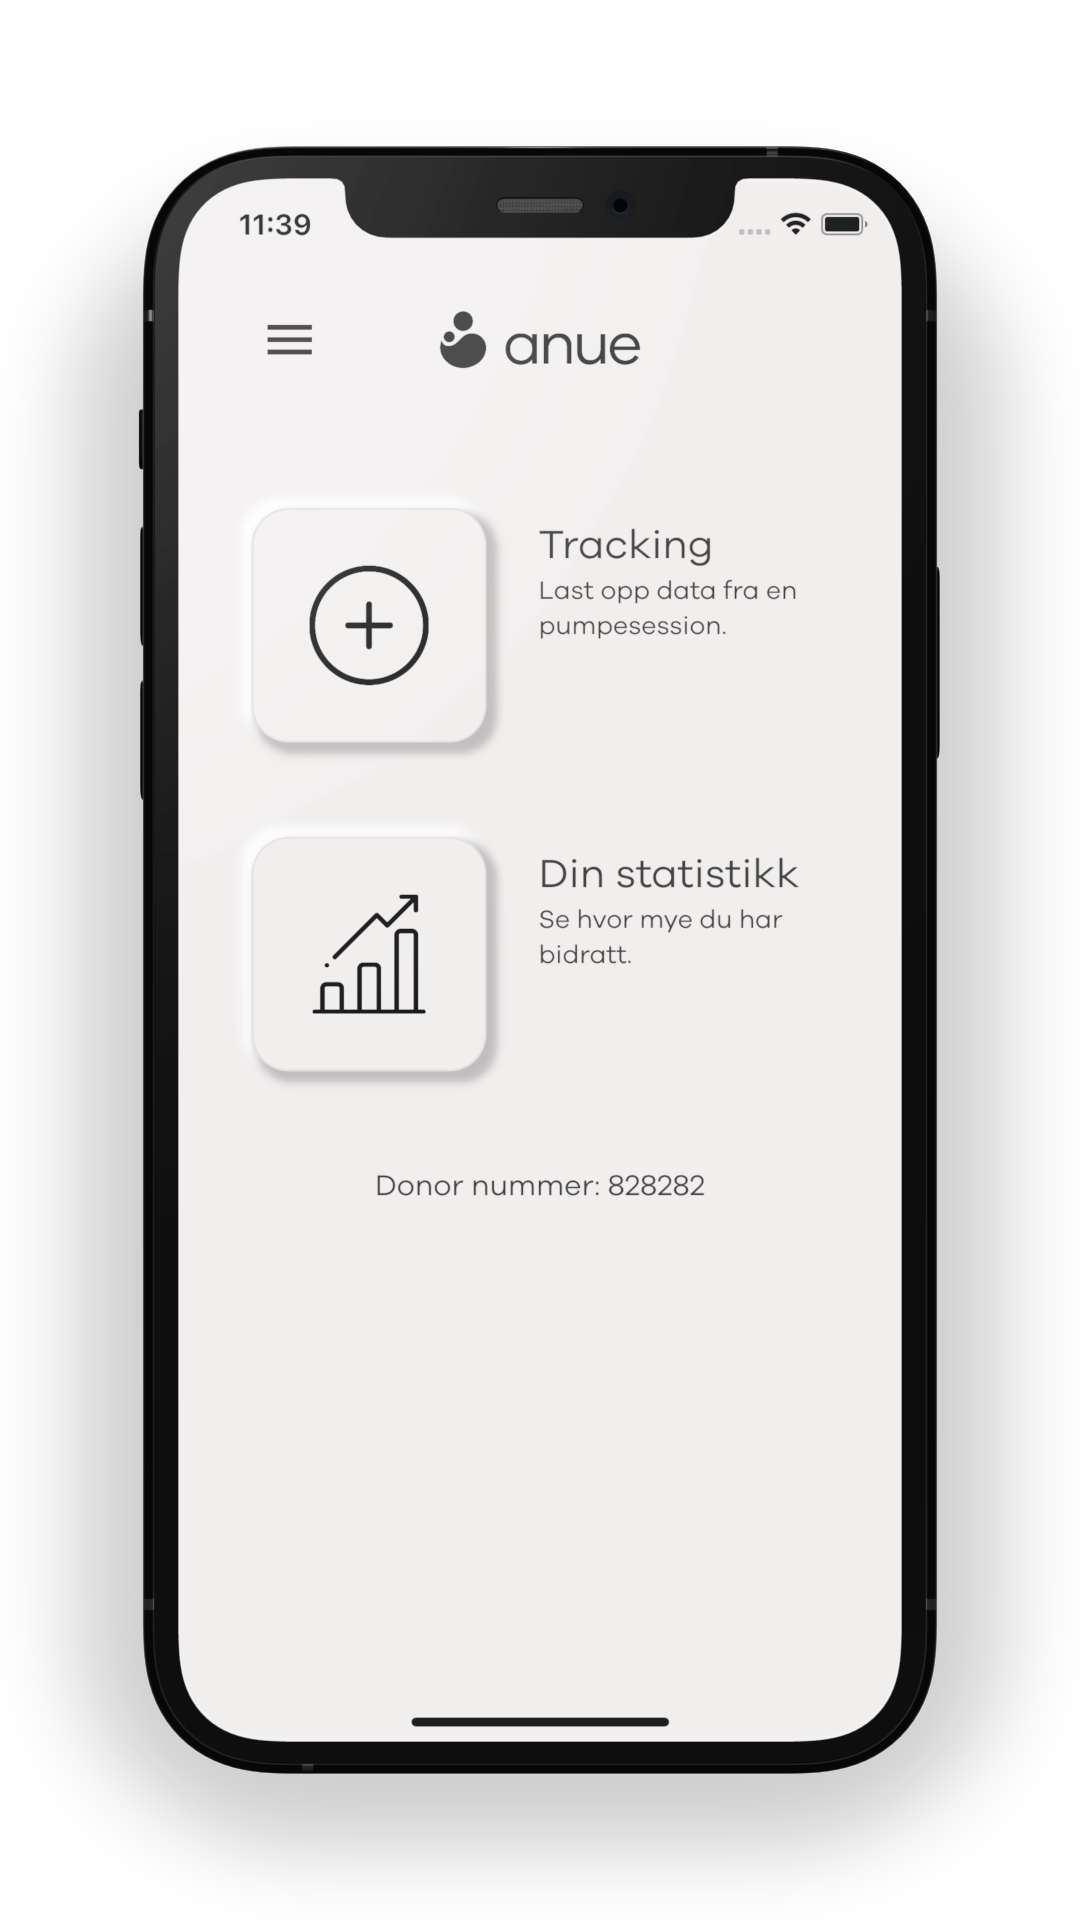 11:39
anue
Tracking
Last opp data fra en
pumpesession.
Din statistikk
Se hvor mye du har
bidratt.
Donor nummer: 828282